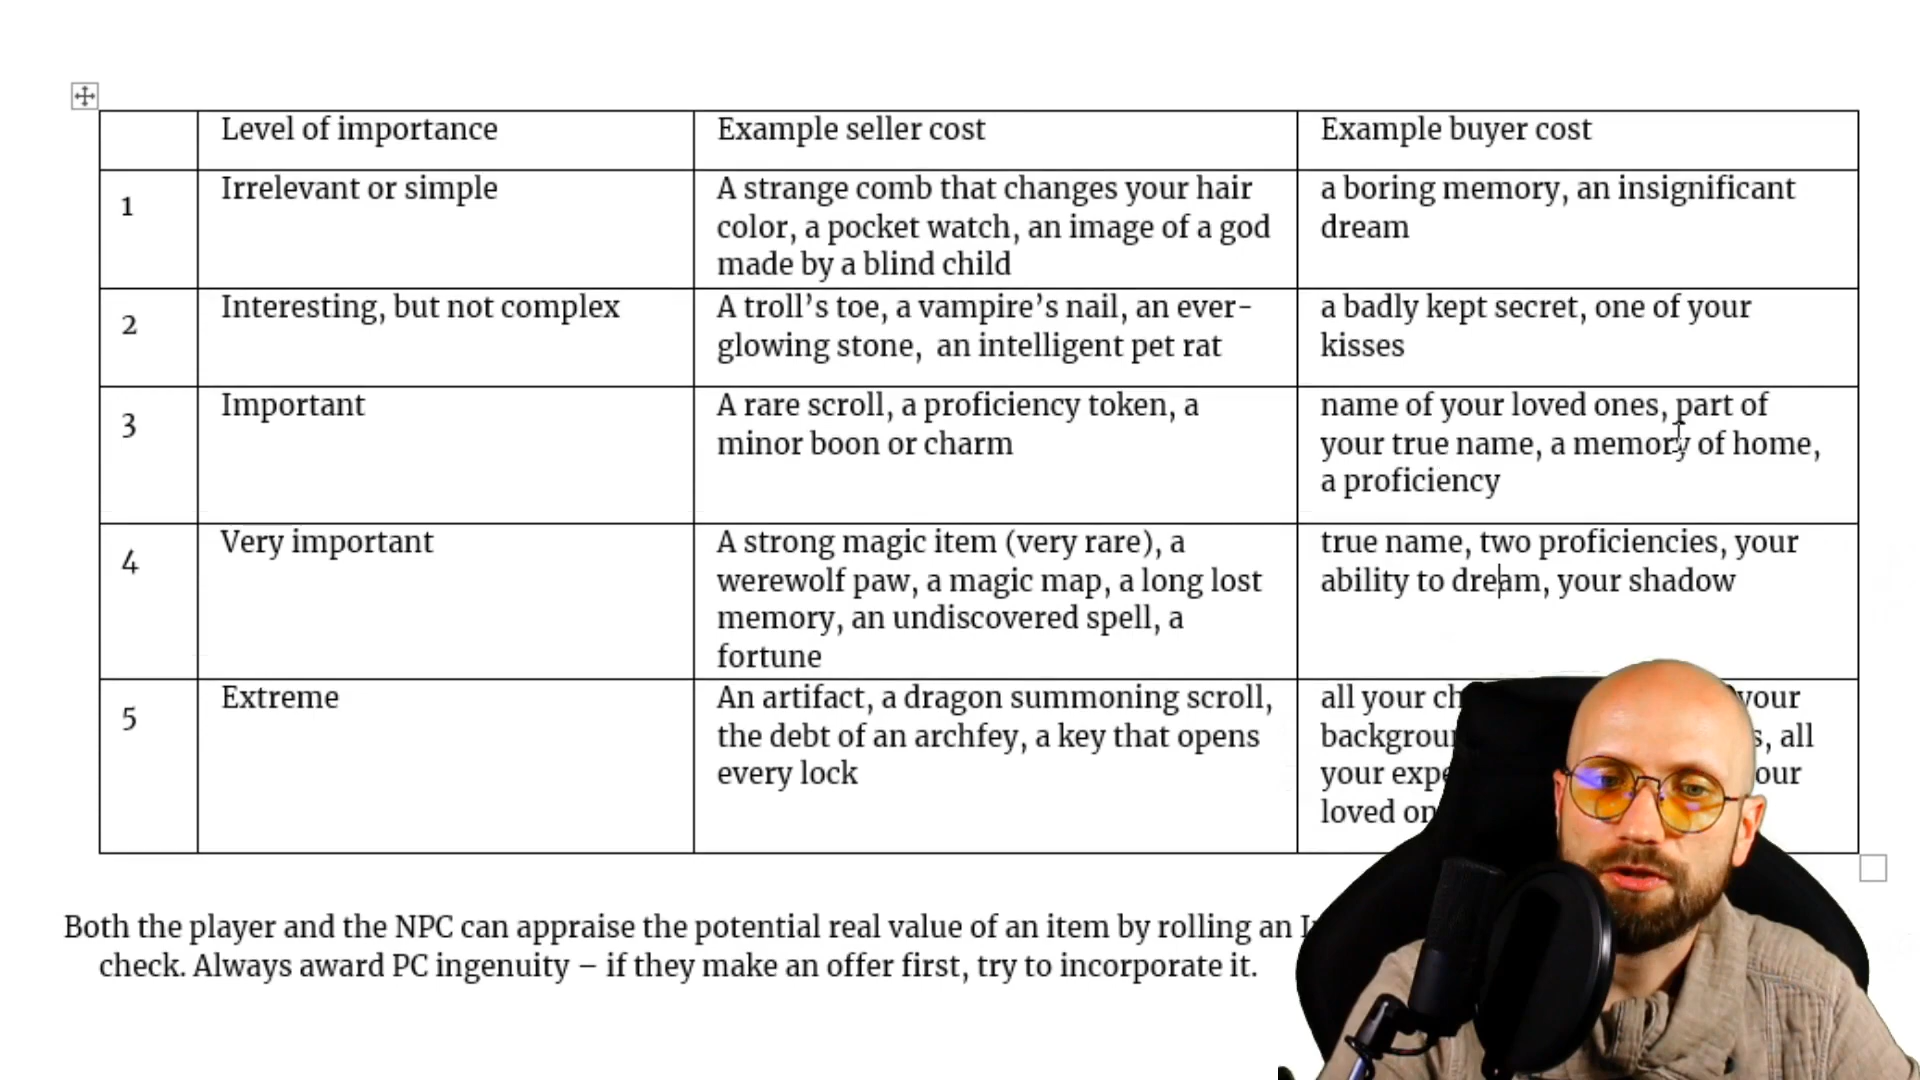 Level of importance
Example seller cost
Example buyer cost
1
Irrelevant or simple
A strange comb that changes your hair
color, a pocket watch, an image of a god
made by a blind child
a boring memory, an insignificant
dream
2
Interesting, but not complex
A troll’s toe, a vampire’s nail, an ever-
glowing stone,  an intelligent pet rat
a badly kept secret, one of your
kisses
3
Important
A rare scroll, a proficiency token, a
minor boon or charm
name of your loved ones, part of
your true name, a memory of home,
a proficiency
4
Very important
A strong magic item (very rare), a
werewolf paw, a magic map, a long lost
memory, an undiscovered spell, a
fortune
true name, two proficiencies, your
ability to dream, your shadow
5
Extreme
An artifact, a dragon summoning scroll,
the debt of an archfey, a key that opens
every lock
all your your
all
your
loved
Both the player and the NPC can appraise the potential real value of an item by rolling an
check. Always award PC ingenuity – if they make an offer first, try to incorporate it.